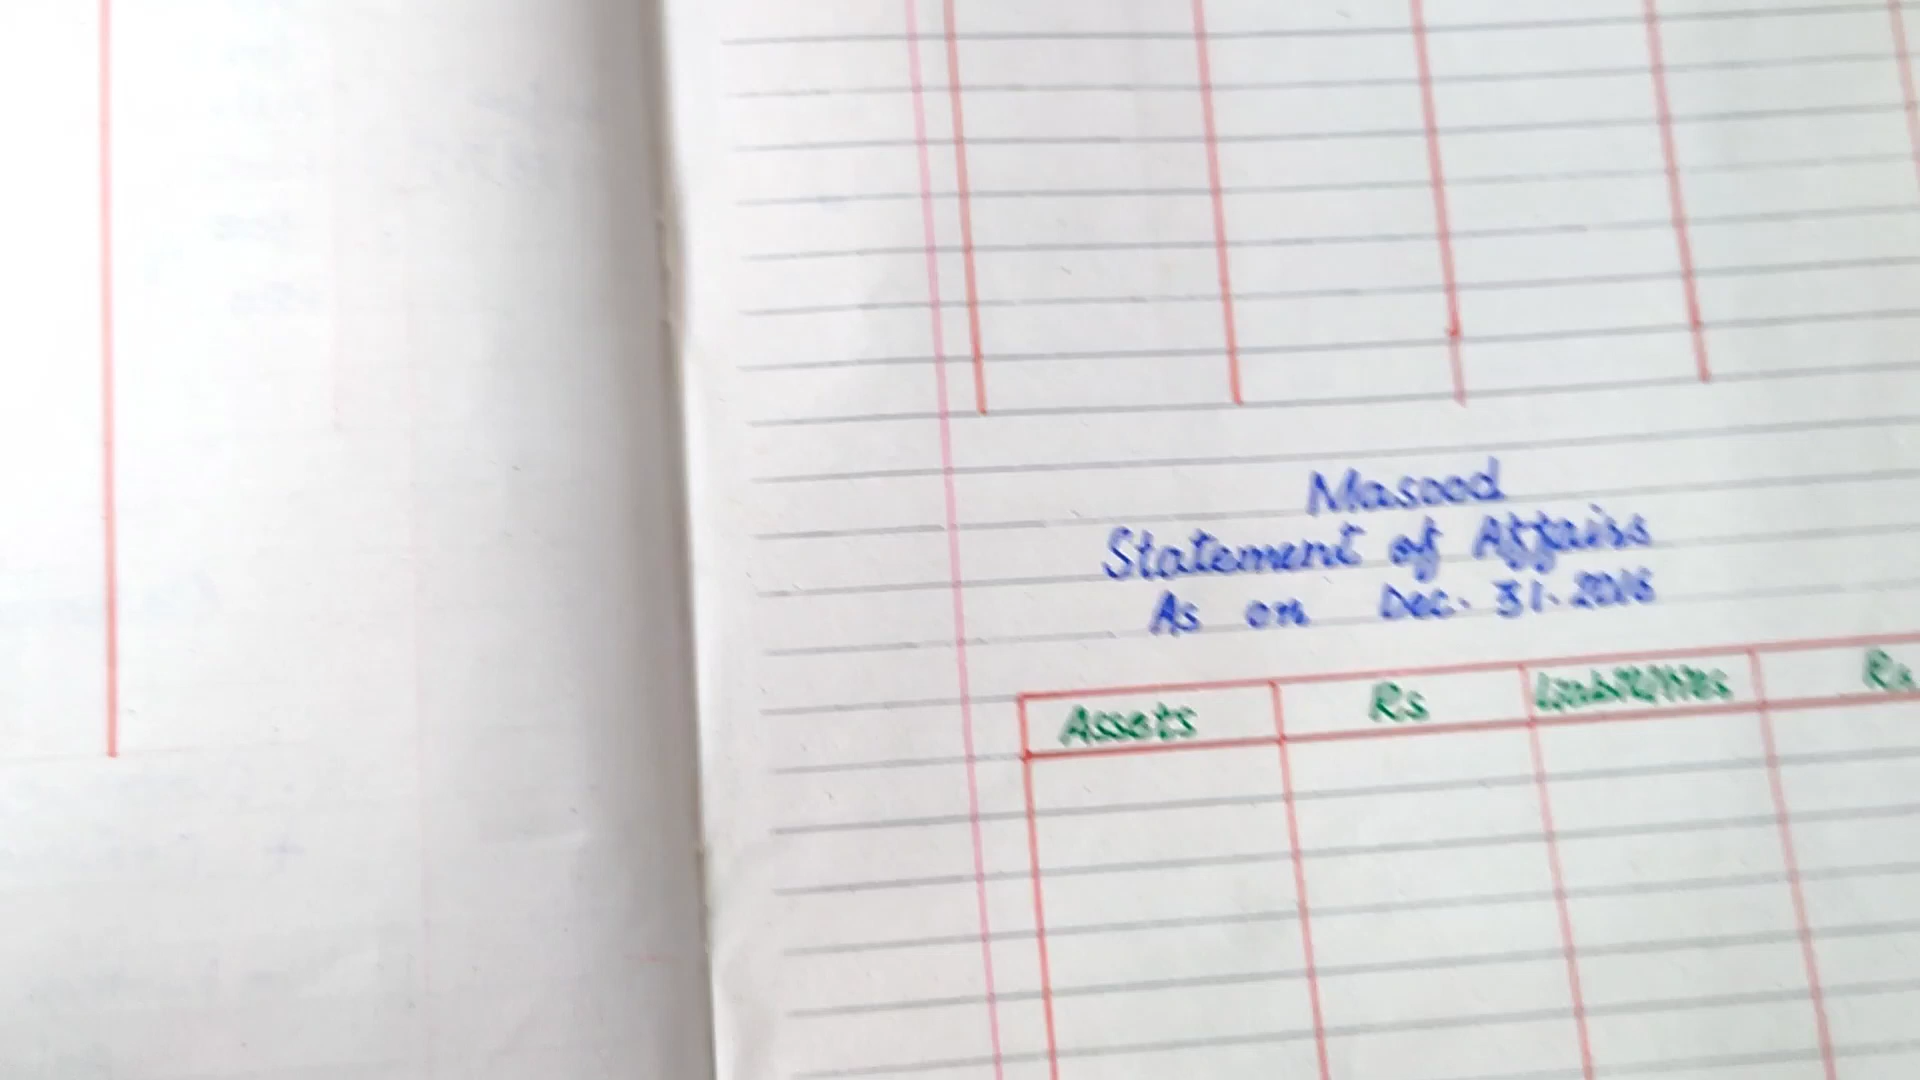 Masood
Statement of Affairs
As on Dec. 31.2016
Assets Rs Liabilities Rs